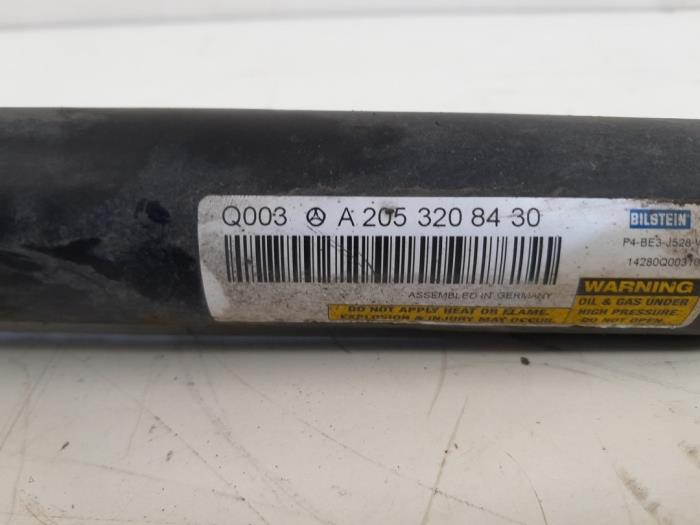 Q003 A 205 320 84 30
BILSTEIN
P4-BE3-J528-
14280Q00310
ASSEMBLED IN GERMANY
WARNING
OIL & GAS UNDER
HIGH PRESSURE.
DO NOT OPEN.
DO NOT APPLY HEAT OR FLAME.
EXPLOSION & INJURY MAY OCCUR.